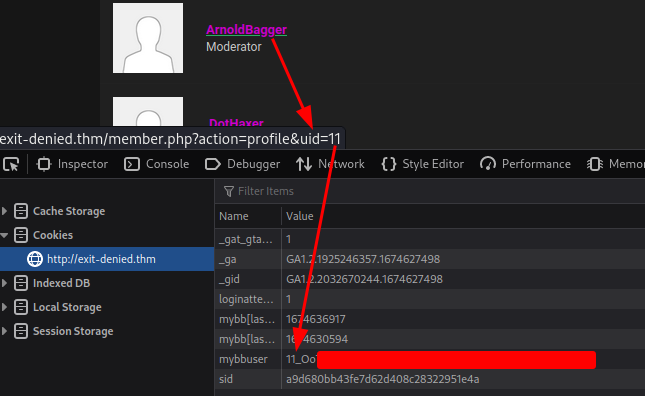 ArnoldBagger
Moderator
DotHaxer
exit-denied.thm/member.php?action=profile&uid=11
Inspector Console Debugger Network Style Editor Performance Memor
Filter Items
Cache Storage
Cookies
http://exit-denied.thm
Indexed DB
Local Storage
Session Storage
Name Value
_gat_gta... 1
_ga GA1.2.1925246357.1674627498
_gid GA1.2.2032670244.1674627498
loginatte... 1
mybb[las... 1674636917
mybb[las... 1674630594
mybbuser 11_Oo
sid a9d680bb43fe7d62d408c28322951e4a